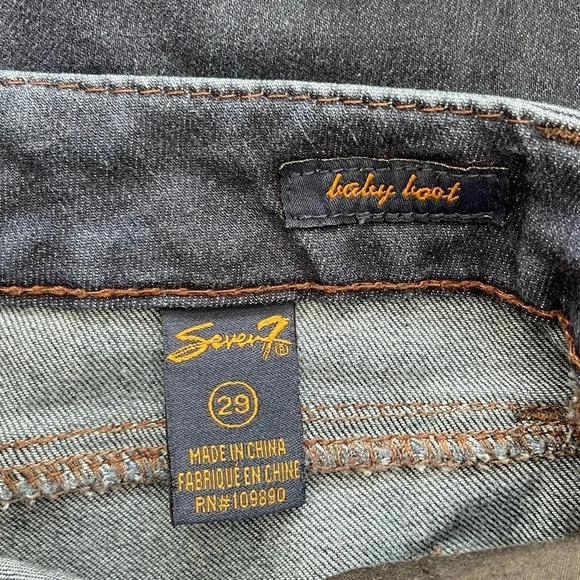 baby boot
Seven7®
29
MADE IN CHINA
FABRIQUÉ EN CHINE
RN#109890